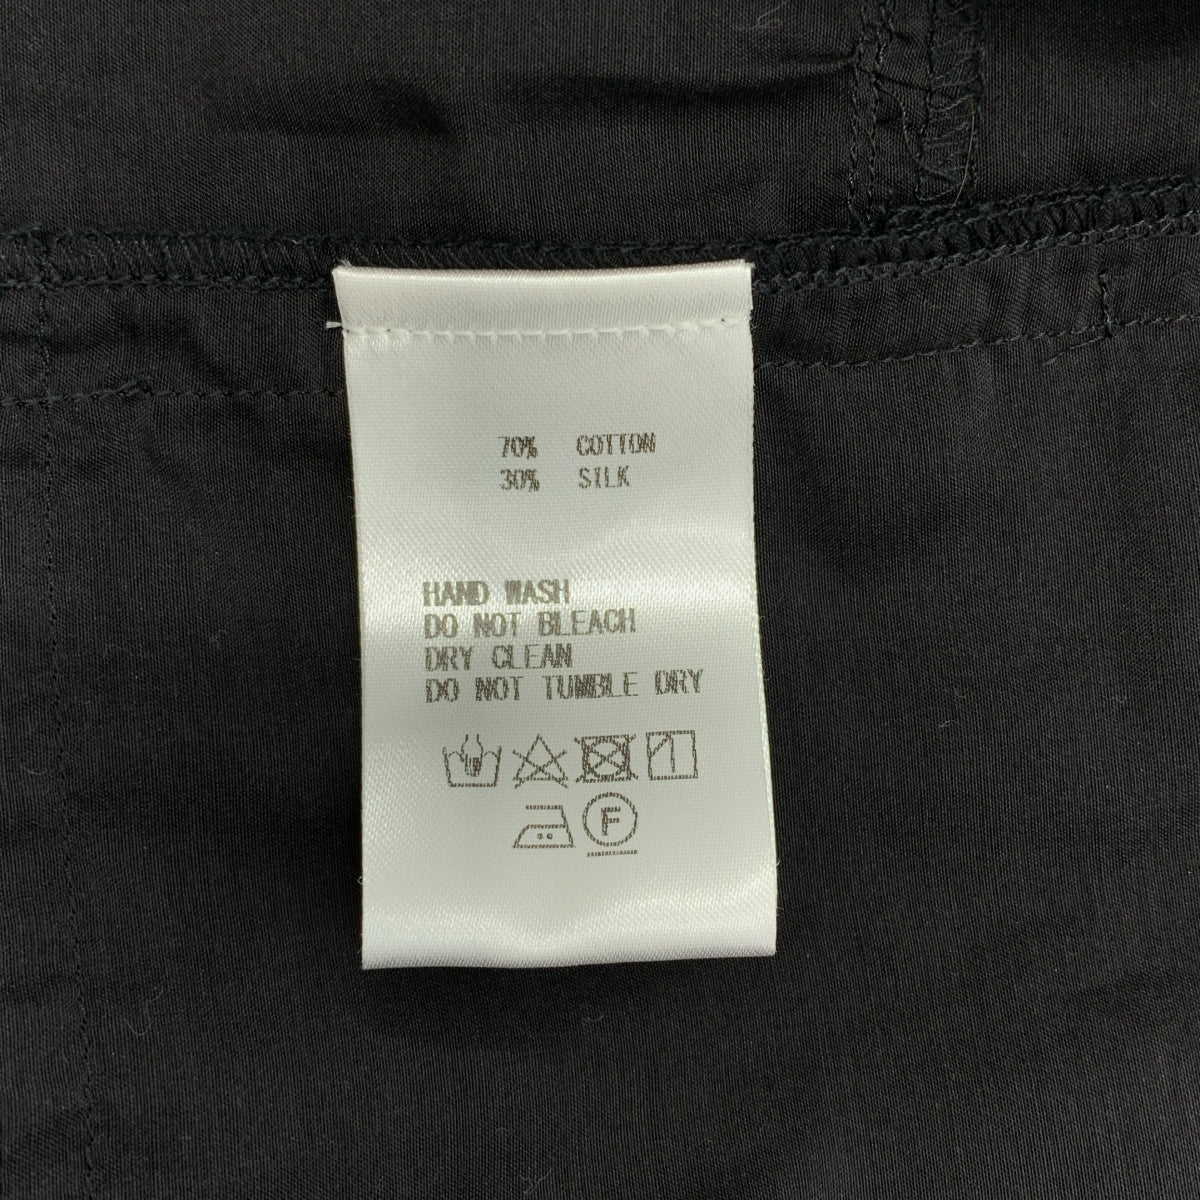 70% COTTON
30% SILK
HAND WASH
DO NOT BLEACH
DRY CLEAN
DO NOT TUMBLE DRY
F